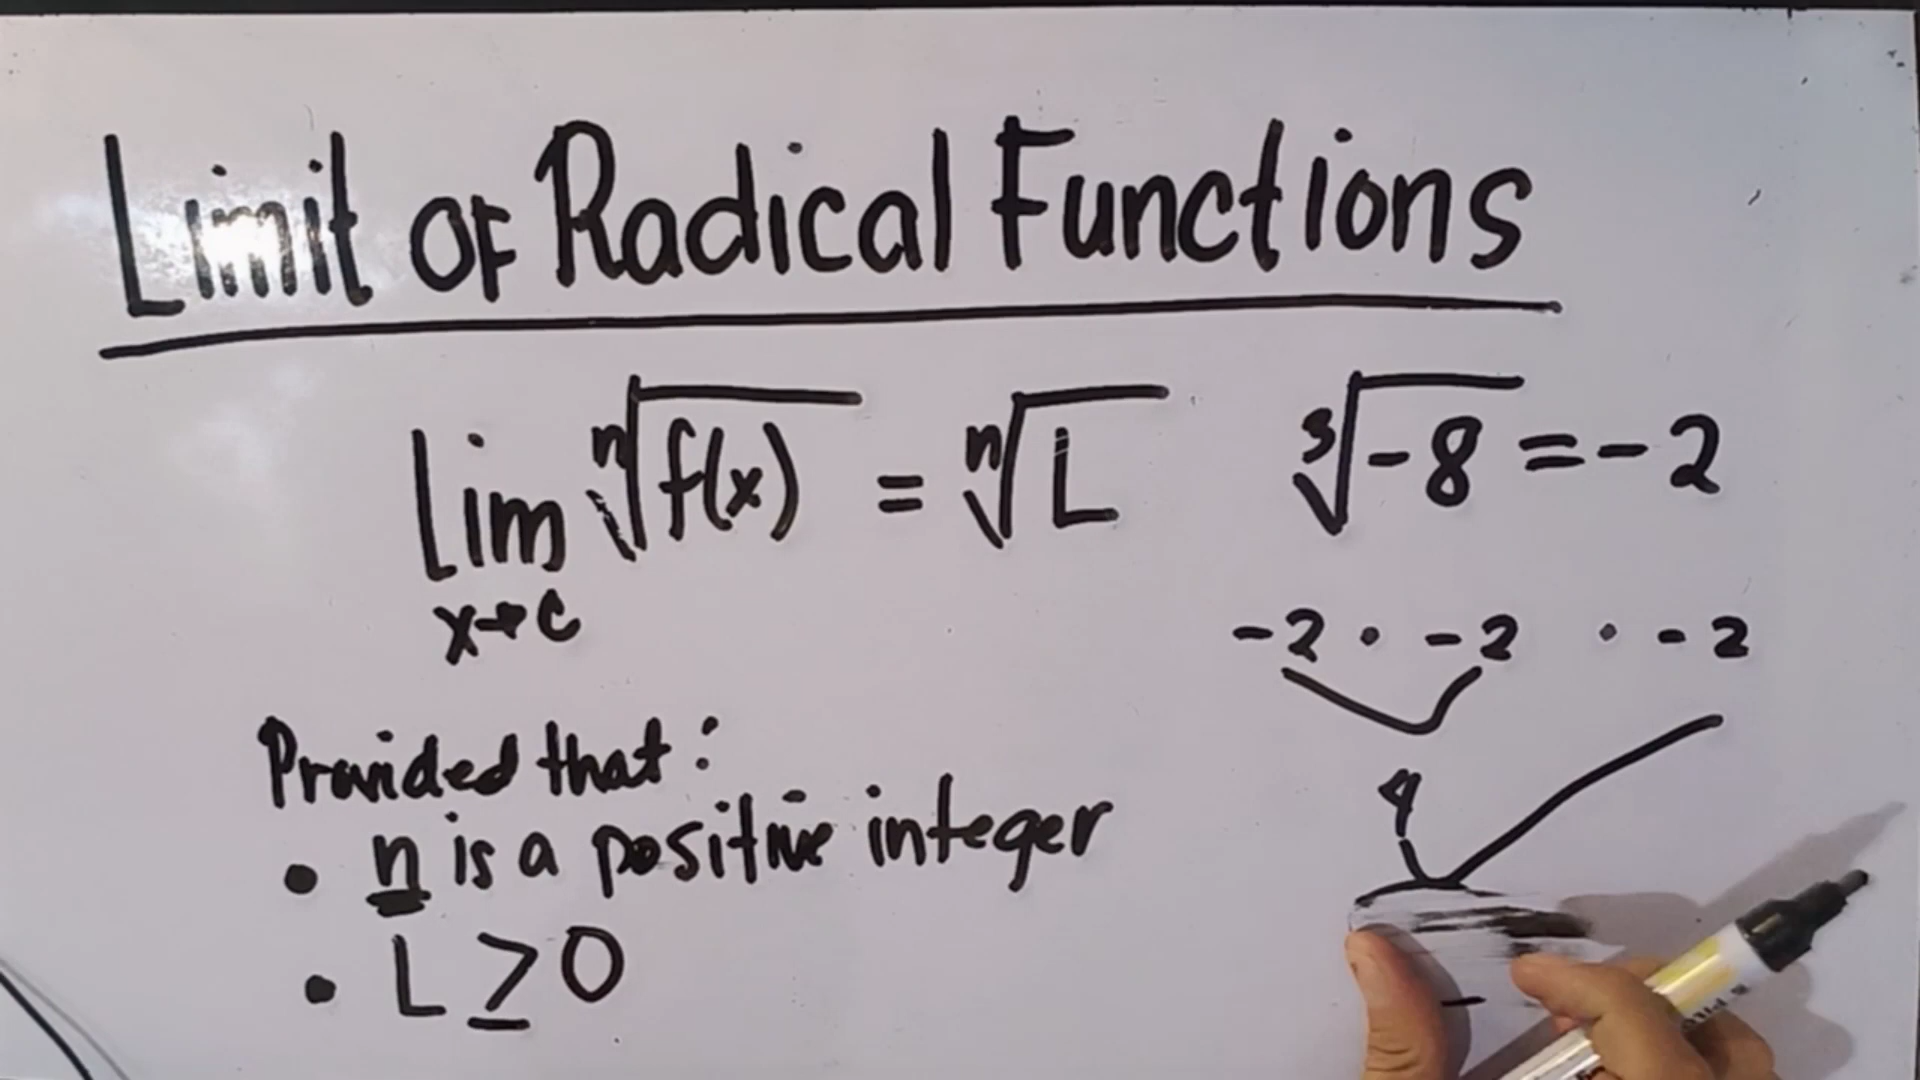 Limit of Radical Functions
Lim ⁿ√f(x) = ⁿ√L
x→c
Provided that:
• n is a positive integer
• L ≥ 0
³√-8 = -2
-2 · -2 · -2
4
-